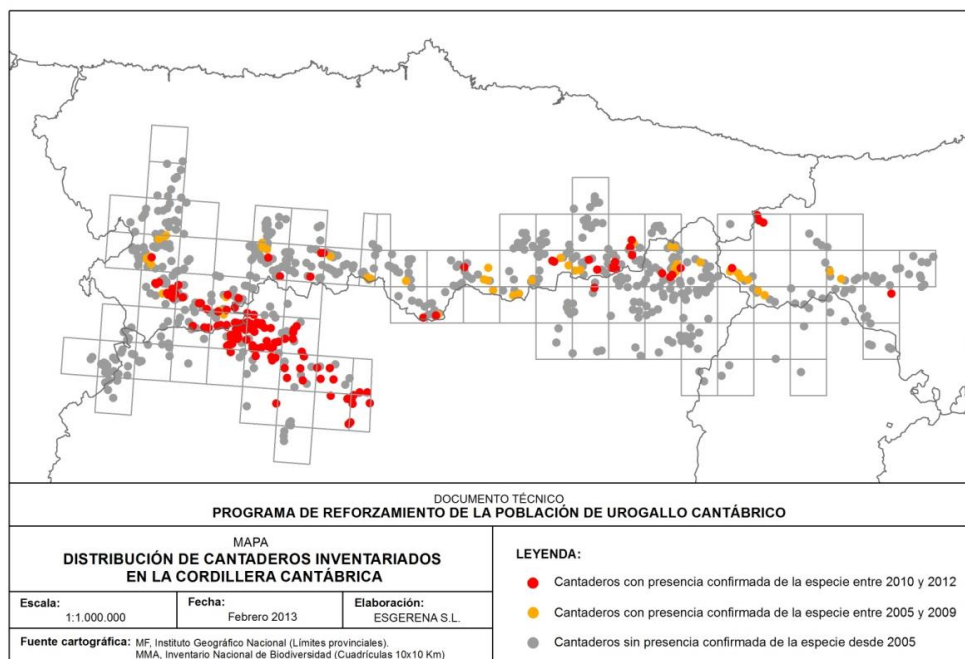 DOCUMENTO TÉCNICO
PROGRAMA DE REFORZAMIENTO DE LA POBLACIÓN DE UROGALLO CANTÁBRICO
MAPA
DISTRIBUCIÓN DE CANTADEROS INVENTARIADOS
EN LA CORDILLERA CANTÁBRICA
Escala:
1:1.000.000
Fecha:
Febrero 2013
Elaboración:
ESGERENA S.L.
Fuente cartográfica: MF, Instituto Geográfico Nacional (Límites provinciales).
MMA, Inventario Nacional de Biodiversidad (Cuadrículas 10x10 Km)
LEYENDA:
Cantaderos con presencia confirmada de la especie entre 2010 y 2012
Cantaderos con presencia confirmada de la especie entre 2005 y 2009
Cantaderos sin presencia confirmada de la especie desde 2005